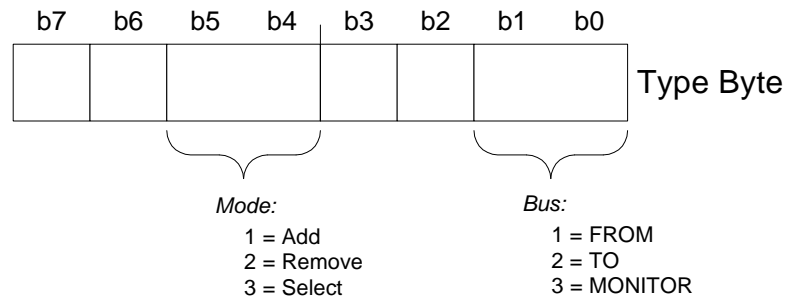 b7 b6 b5 b4 b3 b2 b1 b0
Type Byte
Mode:
1 = Add
2 = Remove
3 = Select
Bus:
1 = FROM
2 = TO
3 = MONITOR